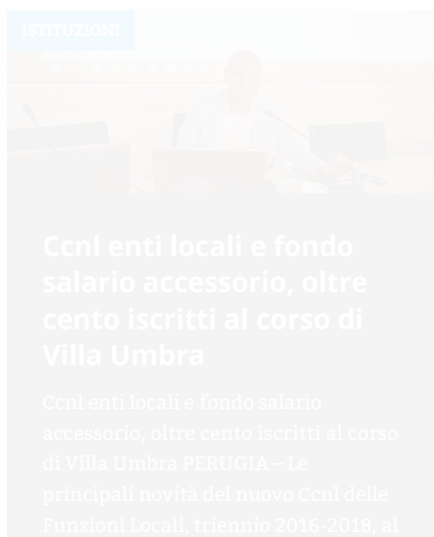 ISTITUZIONI
Ccnl enti locali e fondo
salario accessorio, oltre
cento iscritti al corso di
Villa Umbra
Ccnl enti locali e fondo salario
accessorio, oltre cento iscritti al corso
di Villa Umbra PERUGIA – Le
principali novità del nuovo Ccnl delle
Funzioni Locali, triennio 2016-2018, al